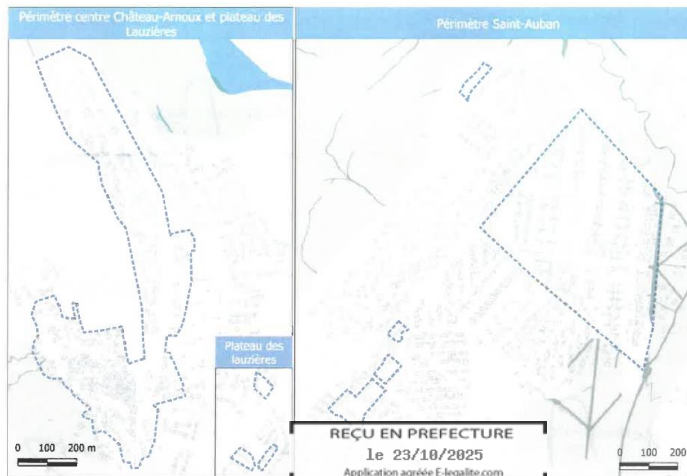 Périmètre centre Château-Arnoux et plateau des
Lauzières
Périmètre Saint-Auban
Plateau des
lauzières
0 100 200 m
REÇU EN PREFECTURE
le 23/10/2025
Application agréée E-legalite.com
0 100 200